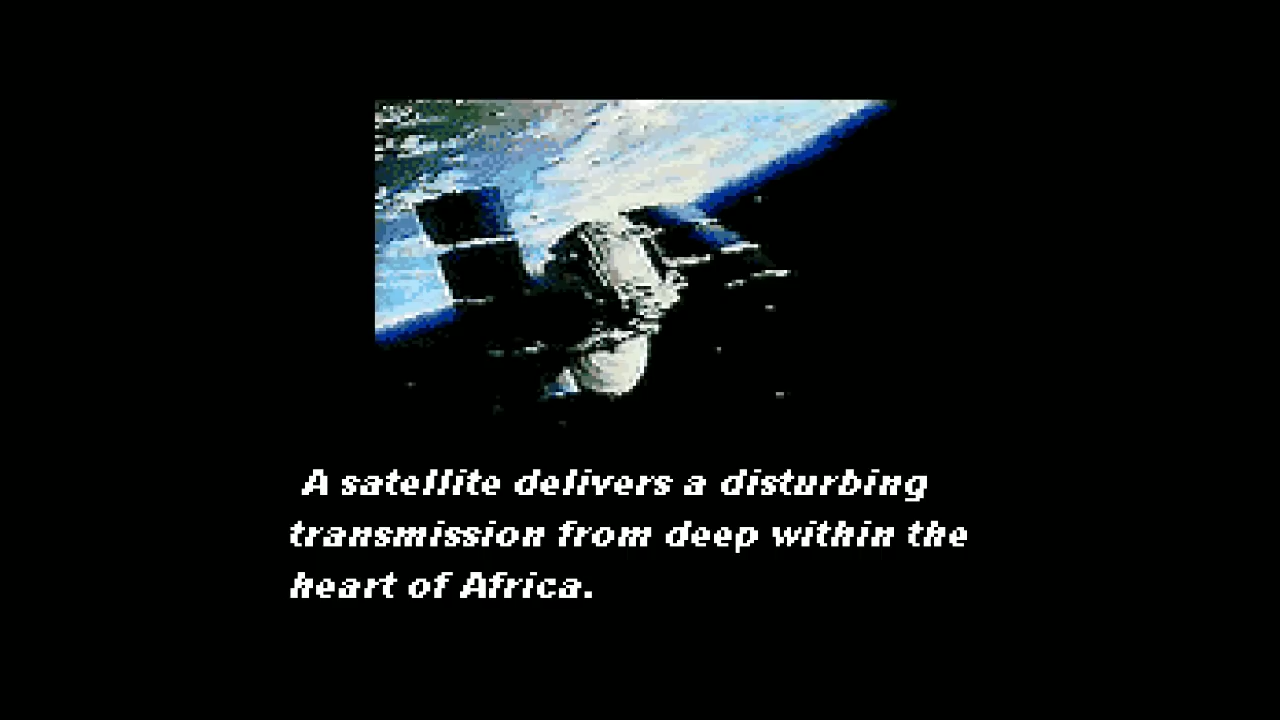 A satellite delivers a disturbing
transmission from deep within the
heart of Africa.